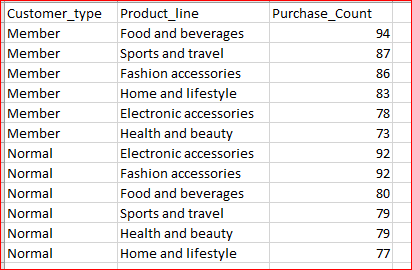 Customer_type Product_line Purchase_Count
Member Food and beverages 94
Member Sports and travel 87
Member Fashion accessories 86
Member Home and lifestyle 83
Member Electronic accessories 78
Member Health and beauty 73
Normal Electronic accessories 92
Normal Fashion accessories 92
Normal Food and beverages 80
Normal Sports and travel 79
Normal Health and beauty 79
Normal Home and lifestyle 77